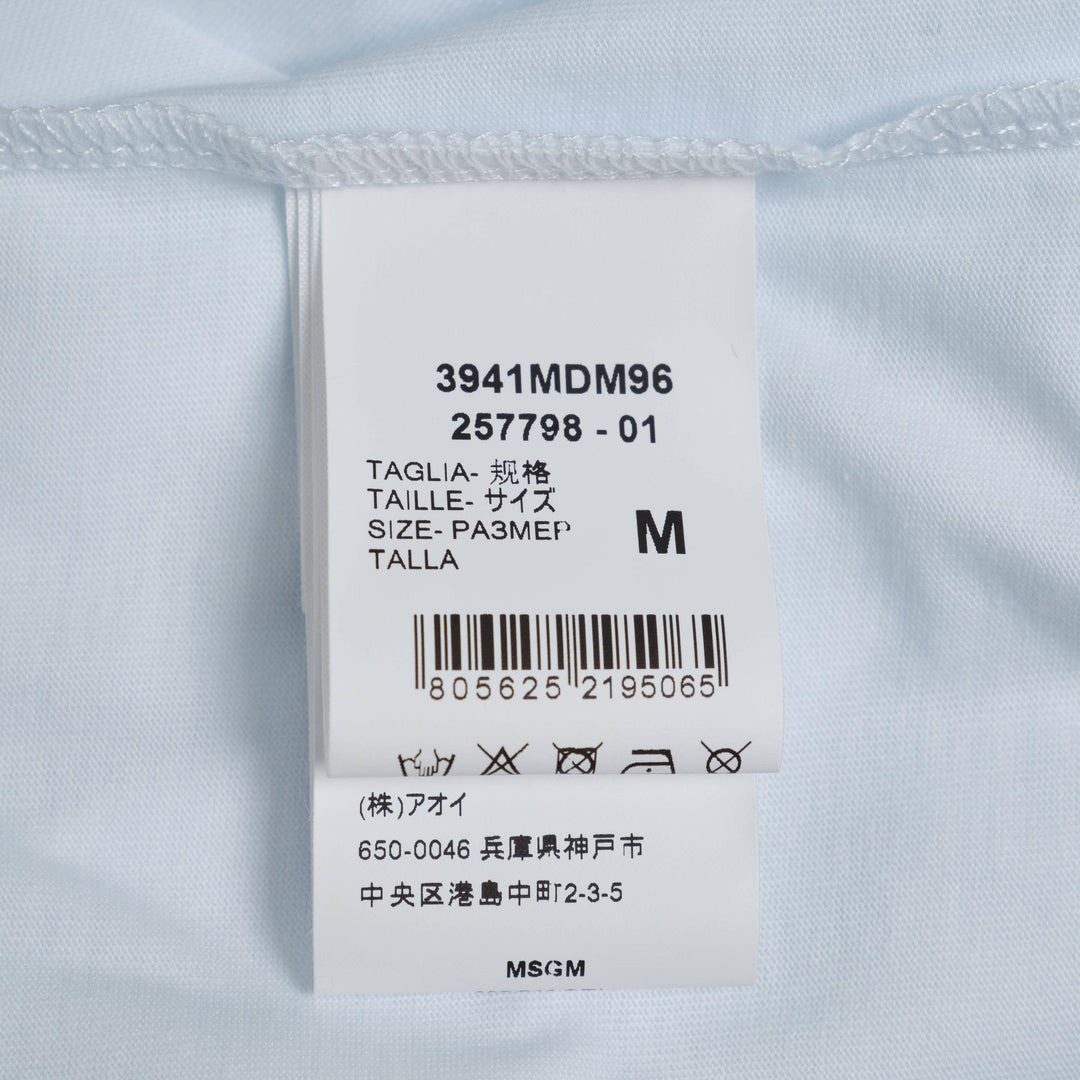 3941MDM96
257798 - 01
TAGLIA- 规格
TAILLE- サイズ
SIZE- РАЗМЕР
TALLA
M
805625 2195065
(株)アオイ
650-0046 兵庫県神戸市
中央区港島中町2-3-5
MSGM